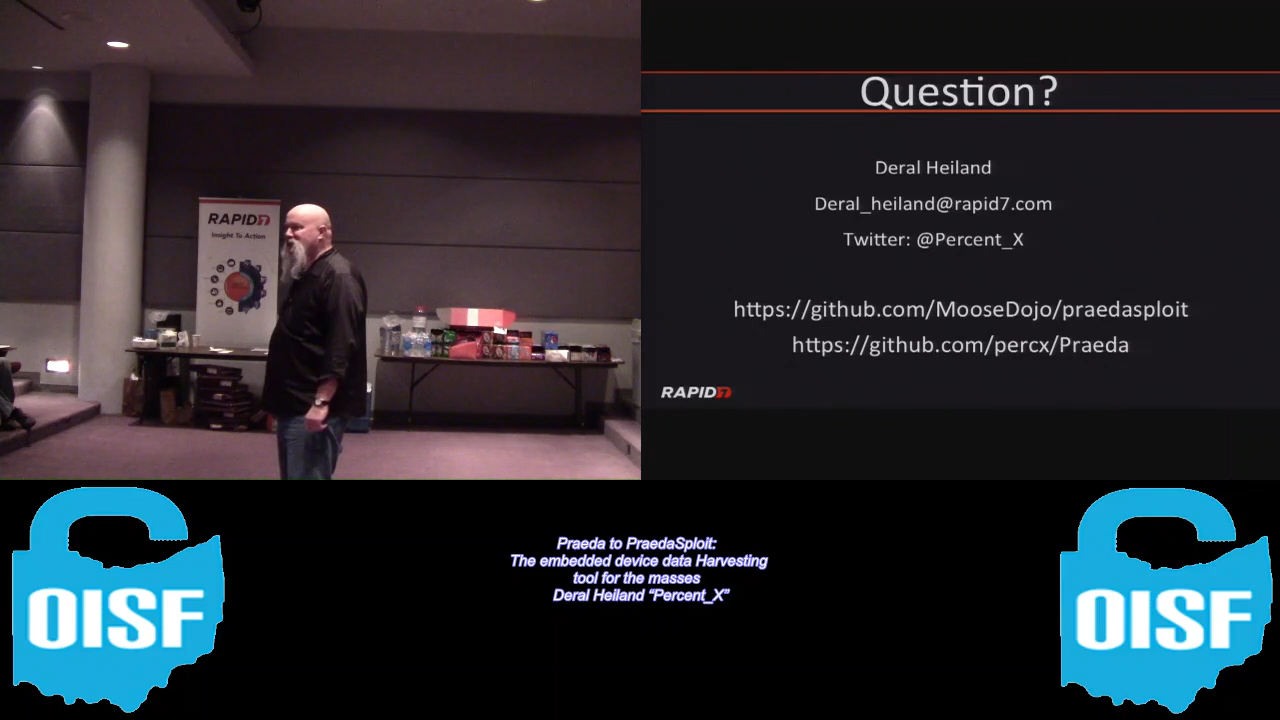 RAPID7
Insight To Action
Question?
Deral Heiland
Deral_heiland@rapid7.com
Twitter: @Percent_X
https://github.com/MooseDojo/praedasploit
https://github.com/percx/Praeda
RAPID7
OISF
Praeda to PraedaSploit:
The embedded device data Harvesting
tool for the masses
Deral Heiland “Percent_X”
OISF